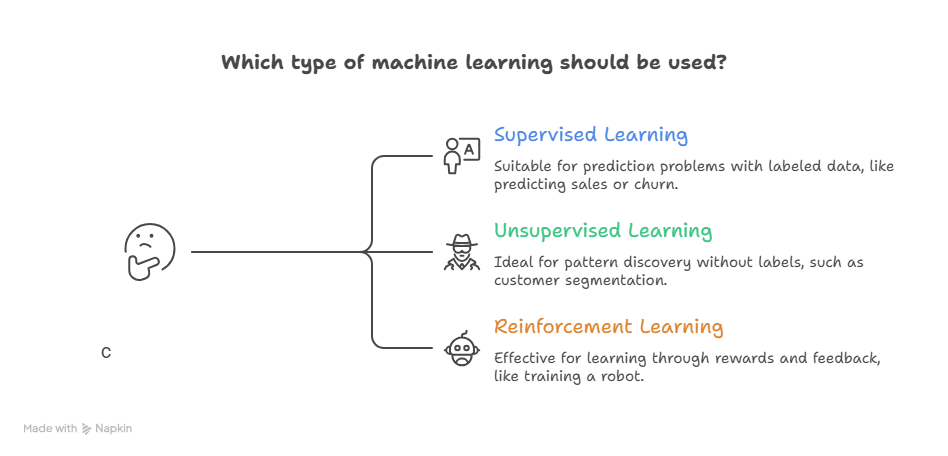 Which type of machine learning should be used?
Supervised Learning
A
Suitable for prediction problems with labeled data, like
predicting sales or churn.
Unsupervised Learning
Ideal for pattern discovery without labels, such as
customer segmentation.
Reinforcement Learning
Effective for learning through rewards and feedback,
like training a robot.
C
Made with Napkin